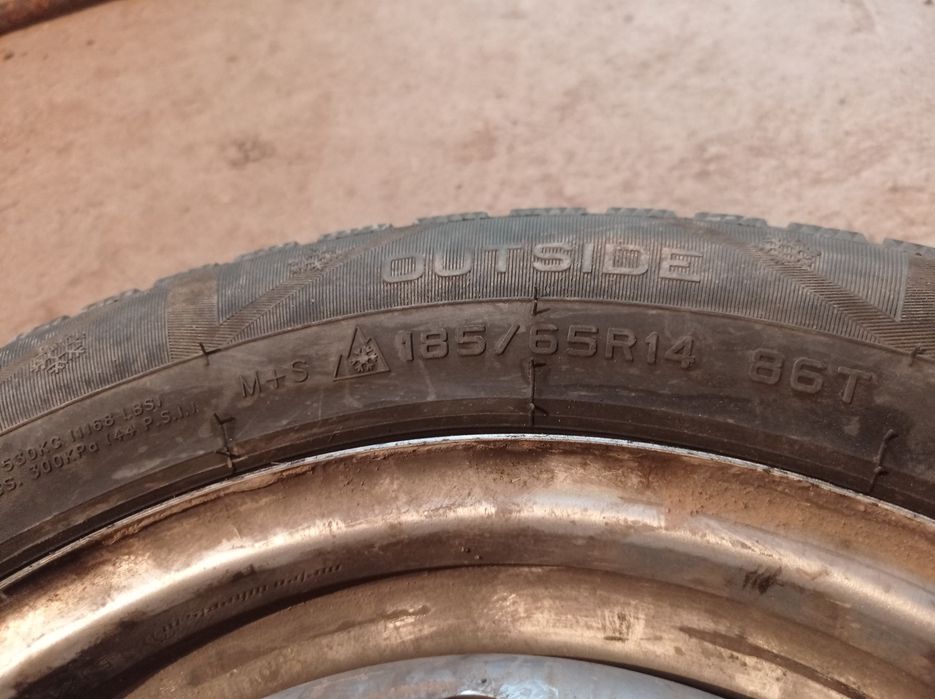 OUTSIDE
M+S 185/65R14 86T
530KG (1168 LBS)
300KPa (44 P.S.I.)